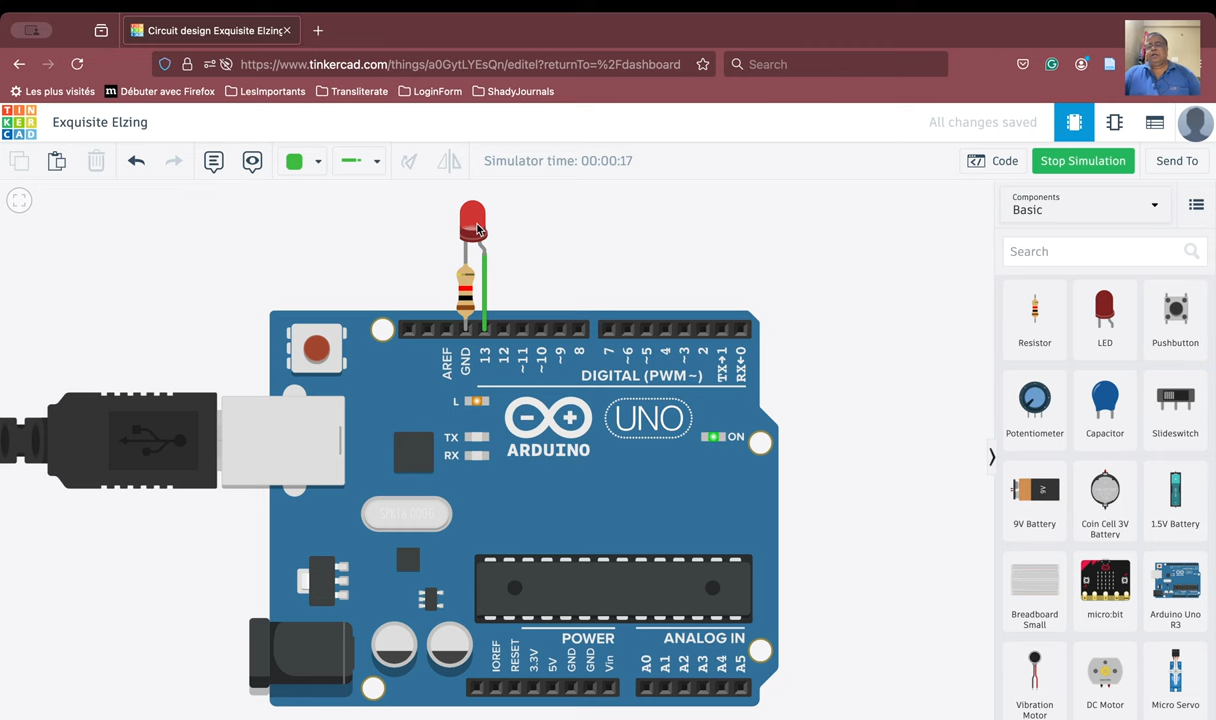 Circuit design Exquisite Elzing
https://www.tinkercad.com/things/a0GytLYEsQn/editel?returnTo=%2Fdashboard
Search
Les plus visités
Débuter avec Firefox
LesImportants
Transliterate
LoginForm
ShadyJournals
TIN
KER
CAD
Exquisite Elzing
All changes saved
Simulator time: 00:00:17
Code
Stop Simulation
Send To
Components
Basic
Search
Resistor
LED
Pushbutton
Potentiometer
Capacitor
Slideswitch
9V
9V Battery
Coin Cell 3V
Battery
1.5V Battery
Breadboard
Small
micro:bit
Arduino Uno
R3
Vibration
Motor
DC Motor
Micro Servo
AREF
GND
13
12
~11
~10
~9
8
7
~6
~5
4
~3
2
TX→1
RX←0
DIGITAL (PWM~)
L
TX
RX
ARDUINO
UNO
ON
SPK16.000G
POWER
ANALOG IN
IOREF
RESET
3.3V
5V
GND
GND
Vin
A0
A1
A2
A3
A4
A5